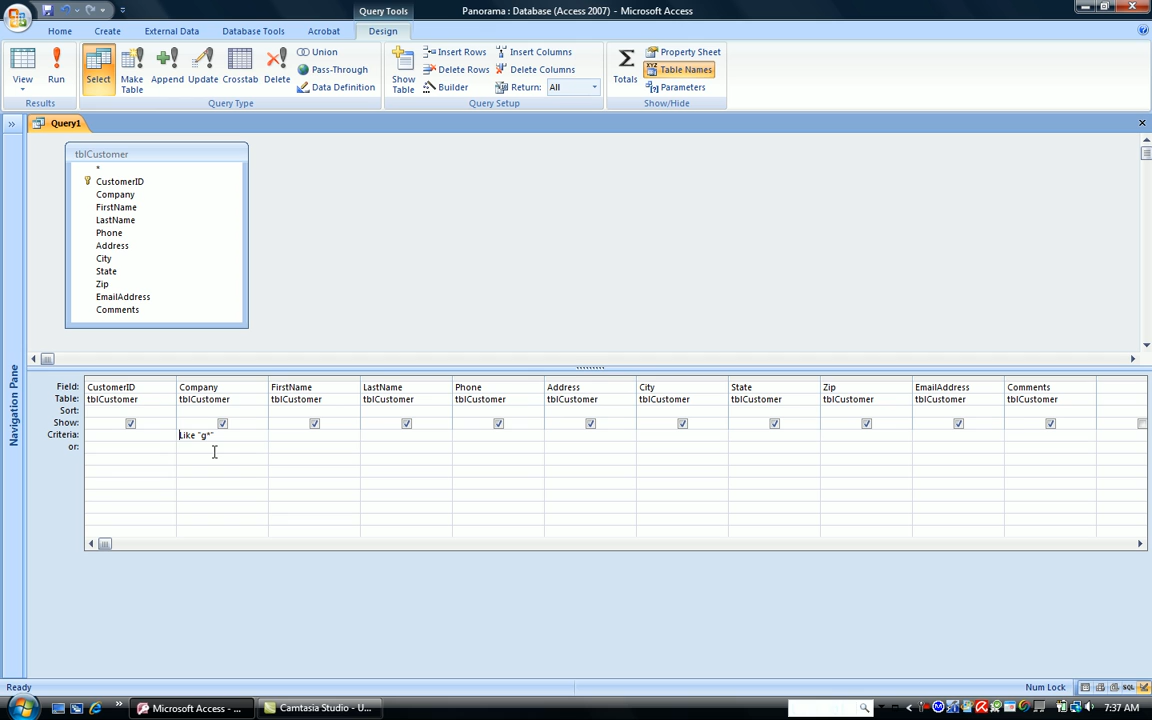 Query Tools
Panorama : Database (Access 2007) - Microsoft Access
Home Create External Data Database Tools Acrobat Design
View
Run
Results
Select
Make Table
Append
Update
Crosstab
Delete
Union
Pass-Through
Data Definition
Query Type
Show Table
Insert Rows
Delete Rows
Builder
Insert Columns
Delete Columns
Return: All
Query Setup
Totals
Property Sheet
Table Names
Parameters
Show/Hide
Query1
tblCustomer
*
CustomerID
Company
FirstName
LastName
Phone
Address
City
State
Zip
EmailAddress
Comments
Navigation Pane
Field: CustomerID Company FirstName LastName Phone Address City State Zip EmailAddress Comments
Table: tblCustomer tblCustomer tblCustomer tblCustomer tblCustomer tblCustomer tblCustomer tblCustomer tblCustomer tblCustomer tblCustomer
Sort:
Show:
Criteria: Like "g*"
or:
Ready
Num Lock
SQL
Microsoft Access - ...
Camtasia Studio - U...
7:37 AM